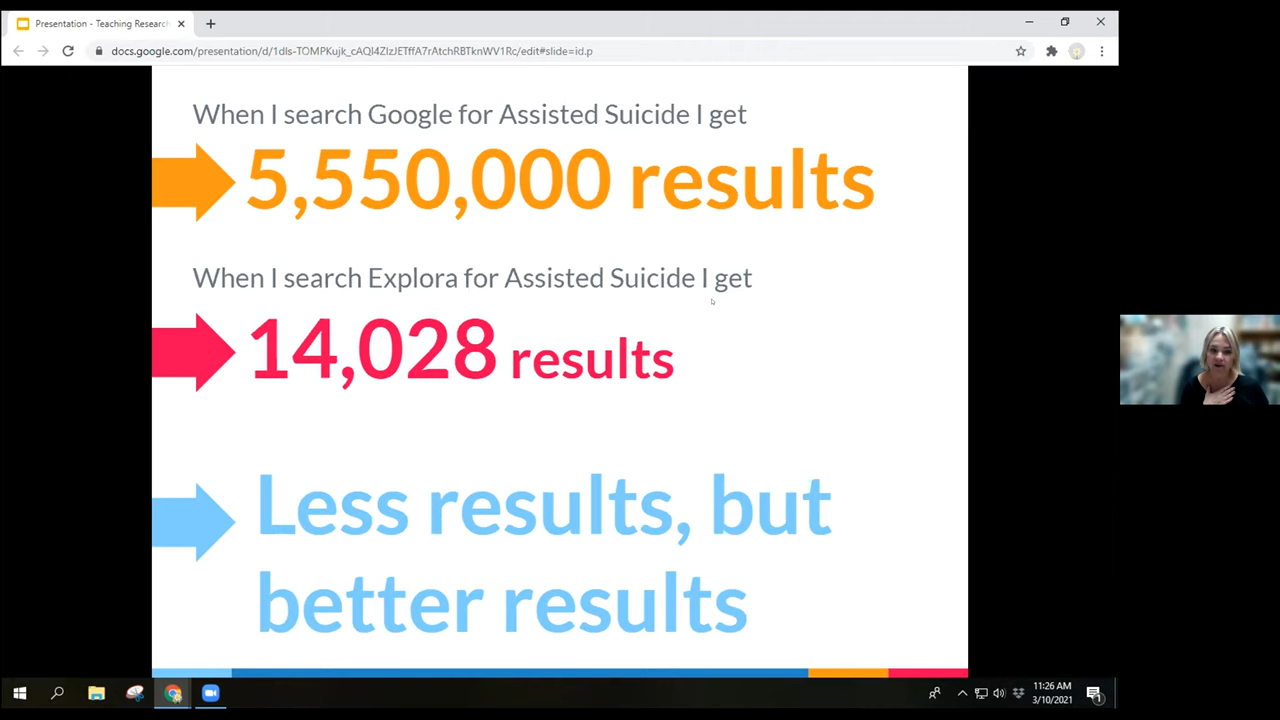 Presentation - Teaching Research
docs.google.com/presentation/d/1dls-TOMPKujk_cAQl4ZlzJETffA7rAtchRBTknWV1Rc/edit#slide=id.p
When I search Google for Assisted Suicide I get
5,550,000 results
When I search Explora for Assisted Suicide I get
14,028 results
Less results, but
better results
11:26 AM
3/10/2021
1